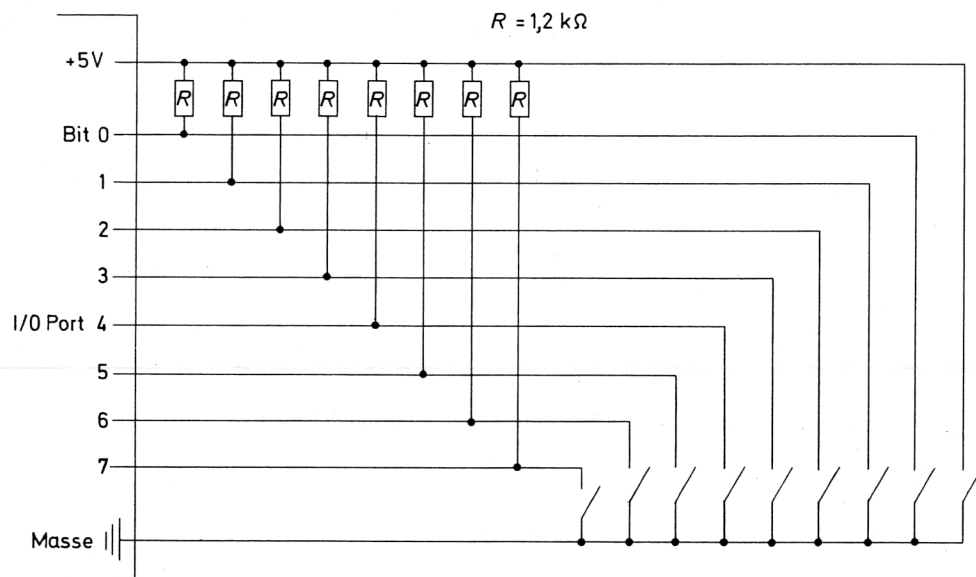 R = 1,2 kΩ
+5V
R R R R R R R R
Bit 0
1
2
3
I/O Port 4
5
6
7
Masse